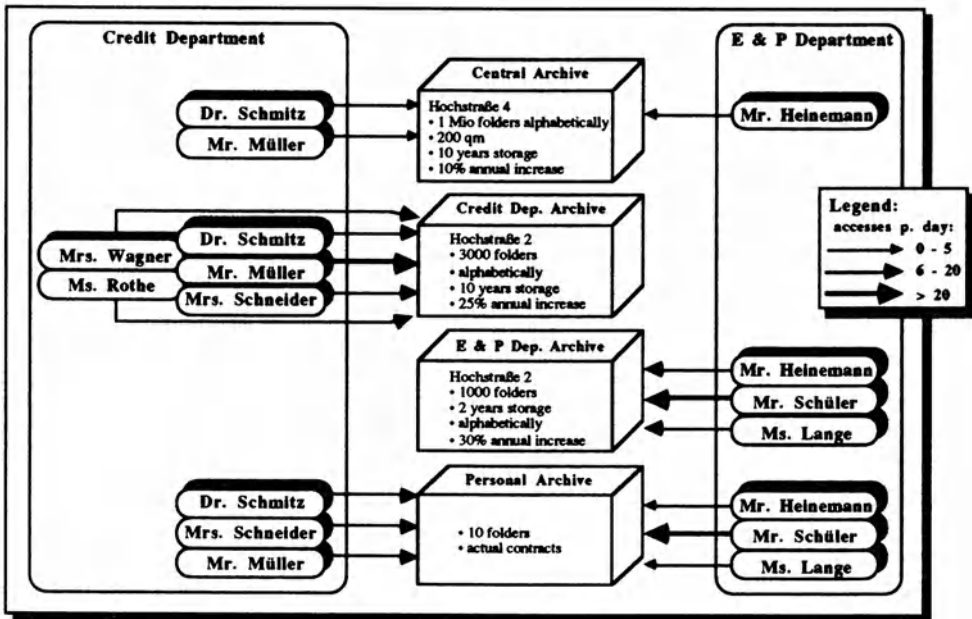 Credit Department
E & P Department
Central Archive
Hochstraße 4
• 1 Mio folders alphabetically
• 200 qm
• 10 years storage
• 10% annual increase
Dr. Schmitz
Mr. Müller
Mr. Heinemann
Credit Dep. Archive
Hochstraße 2
• 3000 folders
• alphabetically
• 10 years storage
• 25% annual increase
Mrs. Wagner
Ms. Rothe
Dr. Schmitz
Mr. Müller
Mrs. Schneider
Legend:
accesses p. day:
0 - 5
6 - 20
> 20
E & P Dep. Archive
Hochstraße 2
• 1000 folders
• 2 years storage
• alphabetically
• 30% annual increase
Mr. Heinemann
Mr. Schüler
Ms. Lange
Personal Archive
• 10 folders
• actual contracts
Dr. Schmitz
Mrs. Schneider
Mr. Müller
Mr. Heinemann
Mr. Schüler
Ms. Lange